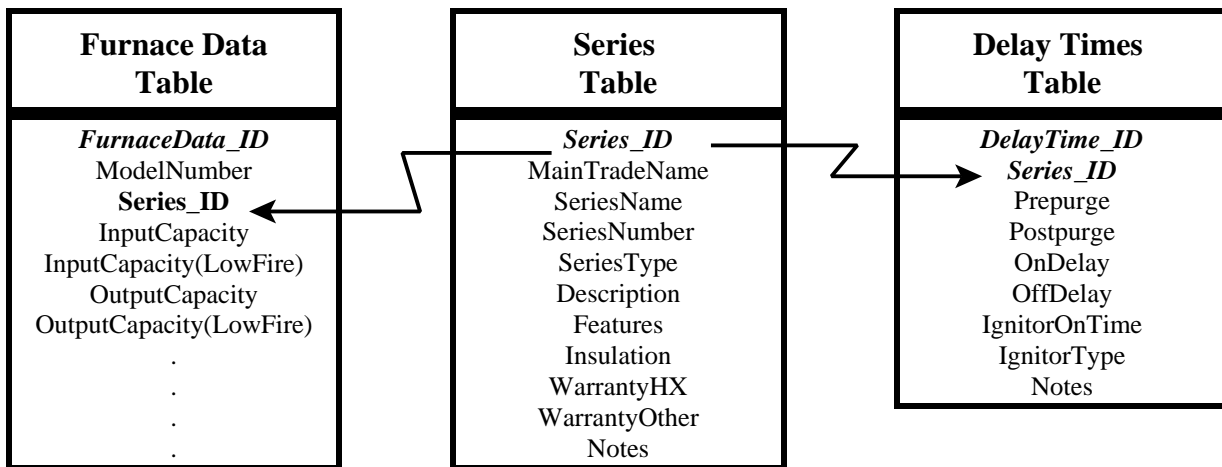 Furnace Data
Table
FurnaceData_ID
ModelNumber
Series_ID
InputCapacity
InputCapacity(LowFire)
OutputCapacity
OutputCapacity(LowFire)
.
.
.
.
Series
Table
Series_ID
MainTradeName
SeriesName
SeriesNumber
SeriesType
Description
Features
Insulation
WarrantyHX
WarrantyOther
Notes
Delay Times
Table
DelayTime_ID
Series_ID
Prepurge
Postpurge
OnDelay
OffDelay
IgnitorOnTime
IgnitorType
Notes